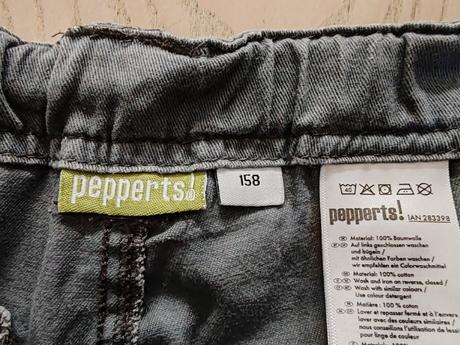 pepperts!
158
pepperts! IAN 283398
Material: 100% Baumwolle
Auf links geschlossen waschen
und bügeln /
mit ähnlichen Farben waschen /
wir empfehlen ein Colorwaschmittel
Material: 100% cotton
Wash and iron on reverse, closed /
Wash with similar colours /
Use colour detergent
Matière : 100 % coton
Laver et repasser fermé et à l'envers
laver avec des couleurs similaires /
nous conseillons l'utilisation de lessive
pour linge de couleur
100%